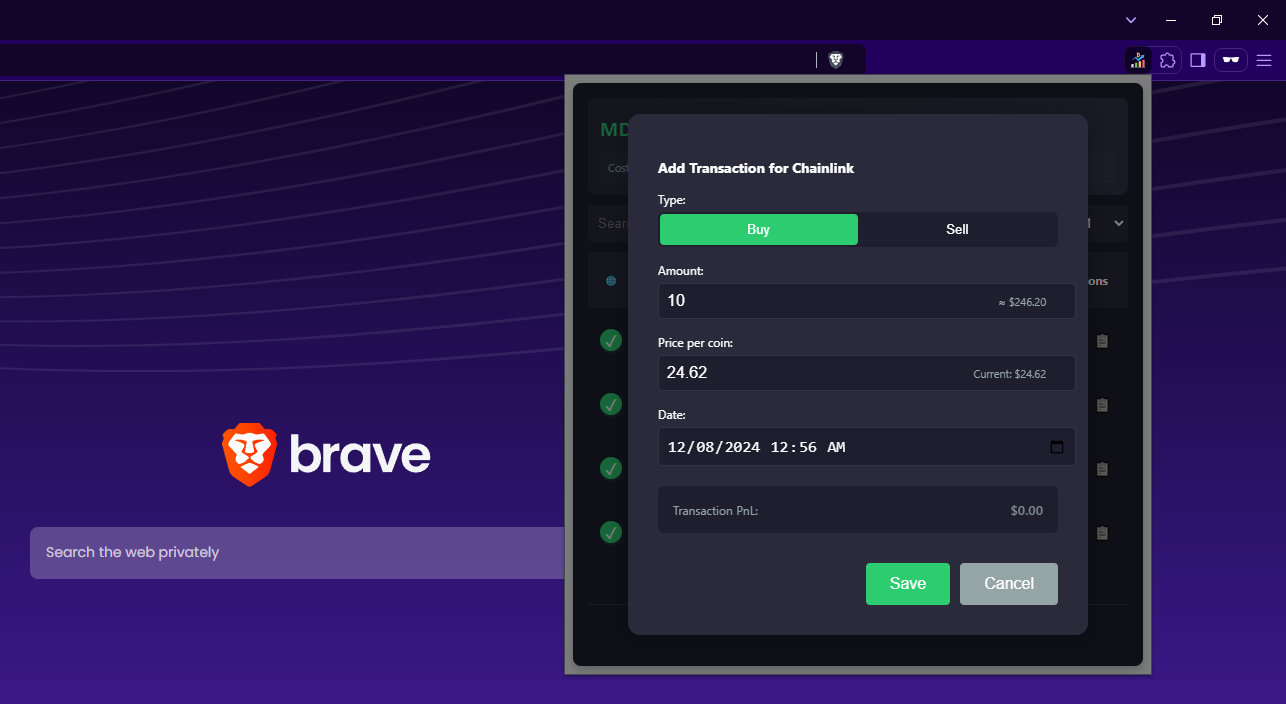 MD
Cost
Sear
ons
Add Transaction for Chainlink
Type:
Buy Sell
Amount:
10 ≈ $246.20
Price per coin:
24.62 Current: $24.62
Date:
12/08/2024 12:56 AM
Transaction PnL: $0.00
Save Cancel
brave
Search the web privately